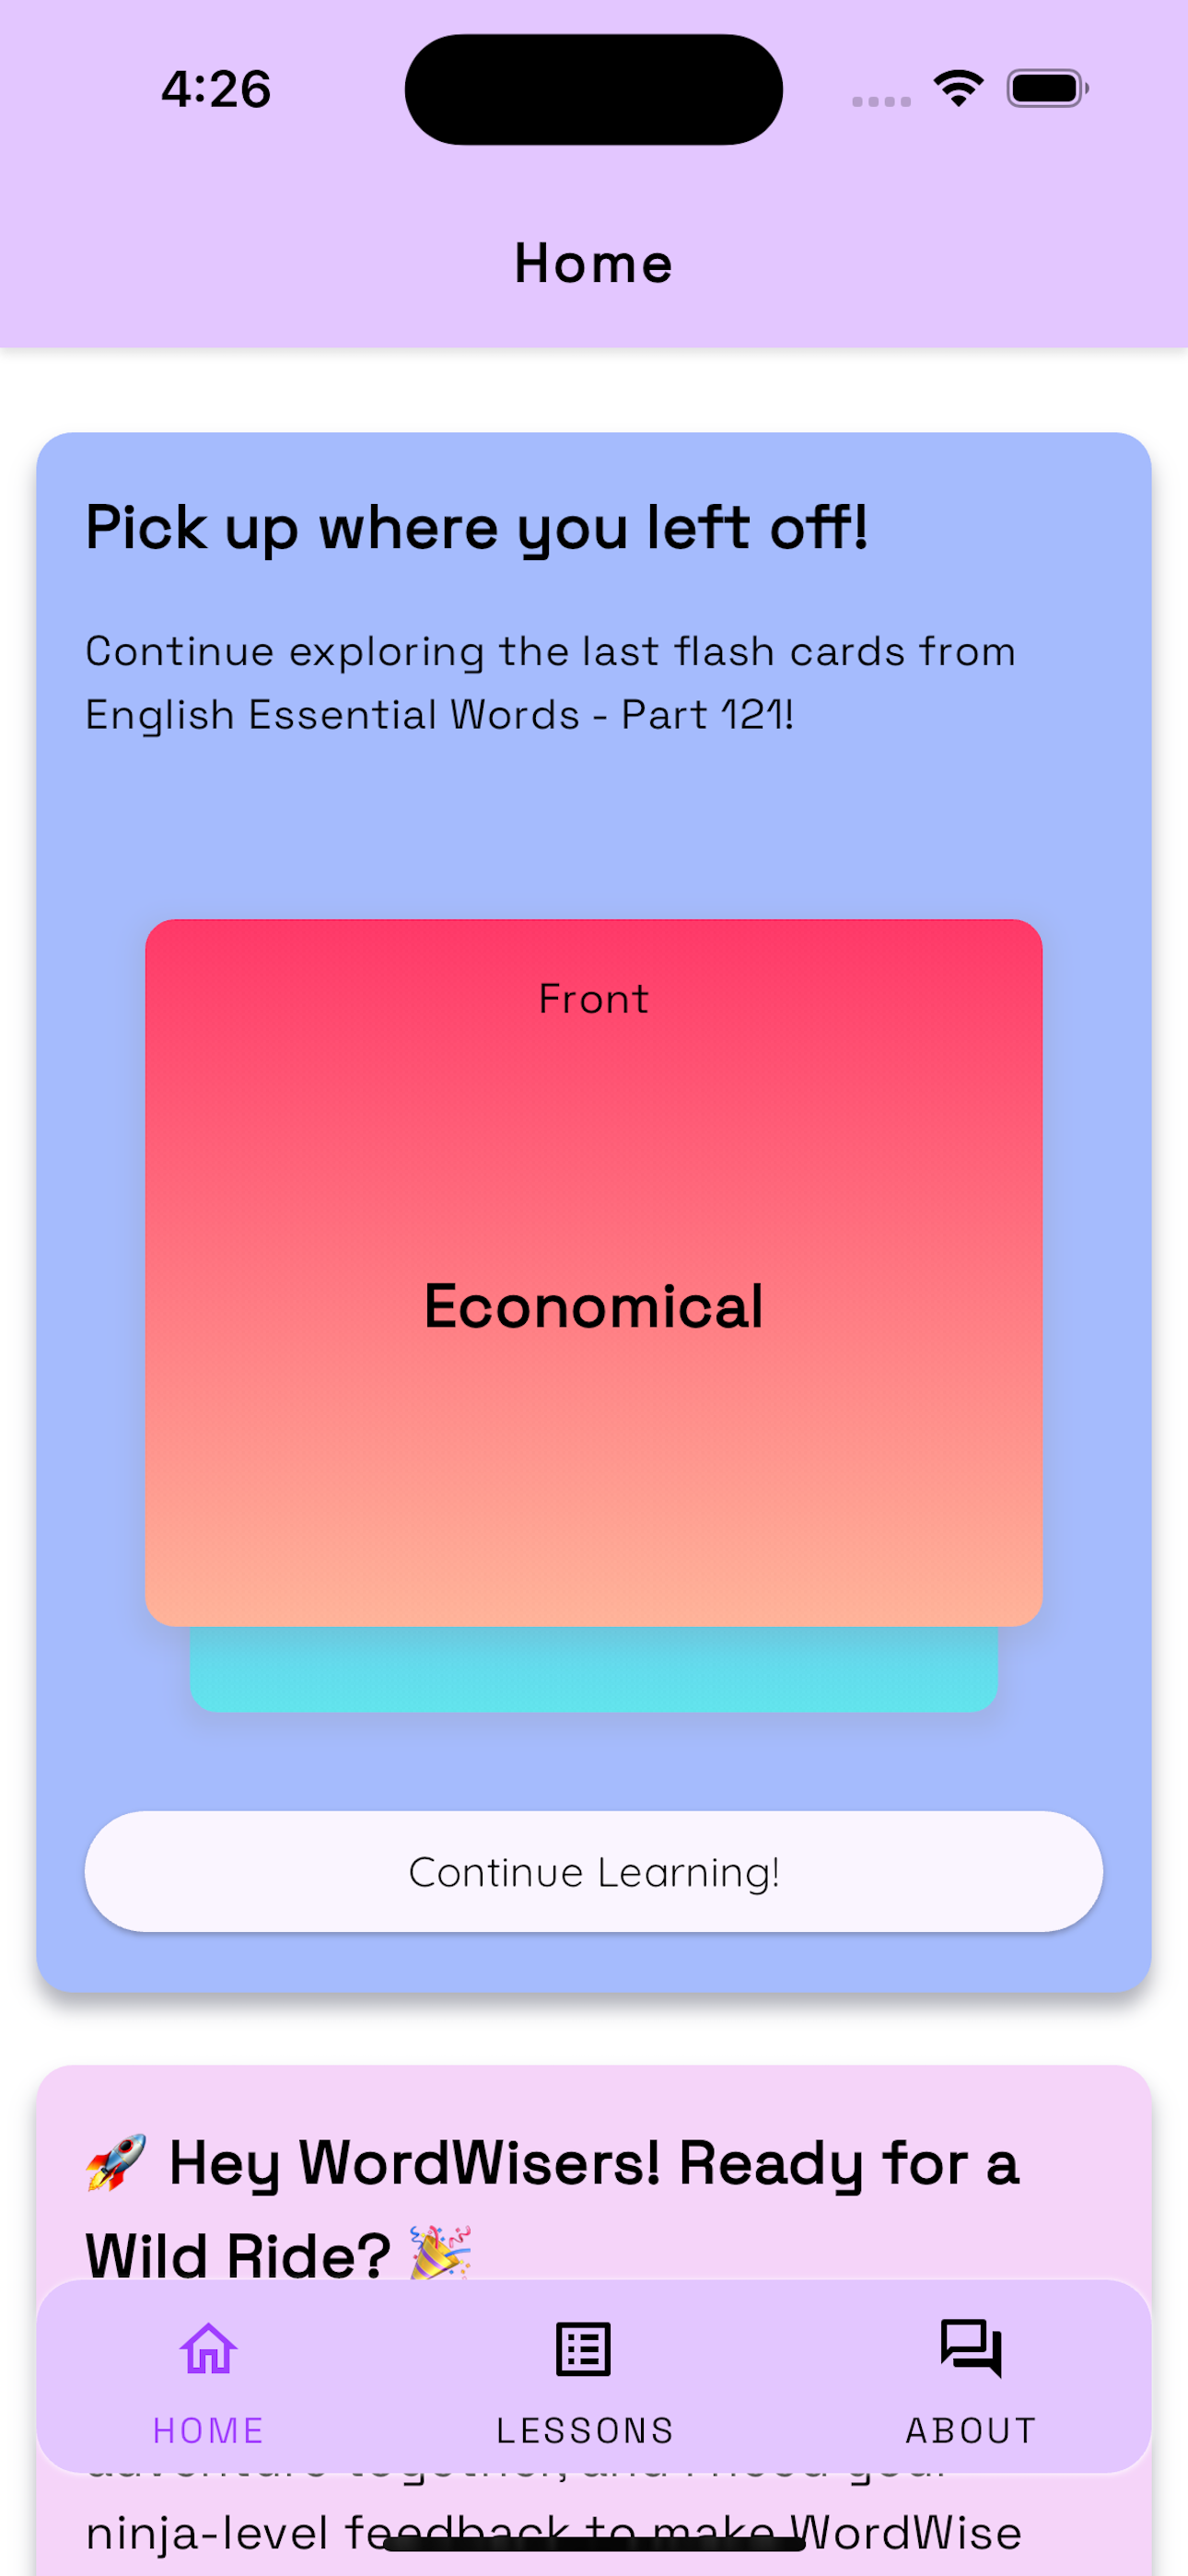 4:26
Home
Pick up where you left off!
Continue exploring the last flash cards from
English Essential Words - Part 121!
Front
Economical
Continue Learning!
🚀 Hey WordWisers! Ready for a
Wild Ride? 🎉
HOME
LESSONS
ABOUT
ninja-level feedback to make WordWise